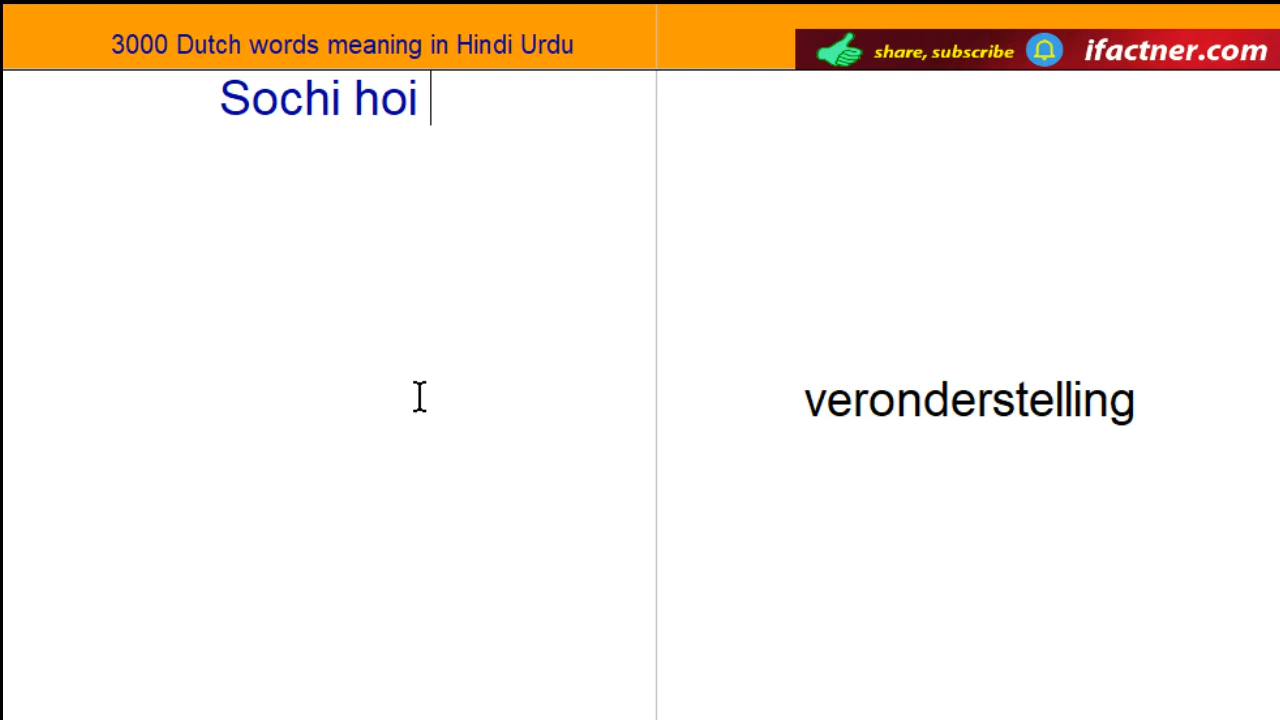 3000 Dutch words meaning in Hindi Urdu
share, subscribe
ifactner.com
Sochi hoi
veronderstelling